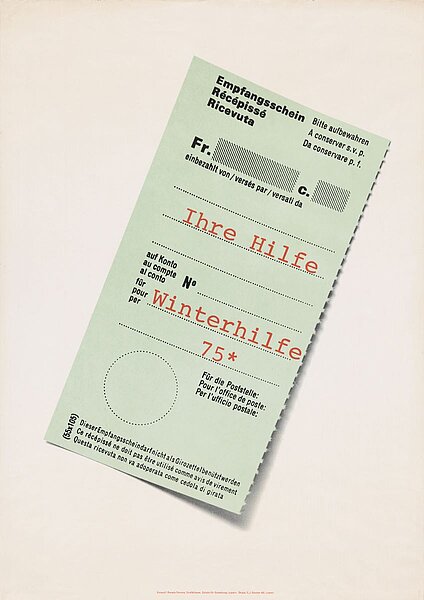 Empfangsschein
Récépissé
Ricevuta
Bitte aufbewahren
A conserver s.v.p.
Da conservare p.f.
Fr.
c.
einbezahlt von / versés par / versati da
Ihre Hilfe
auf Konto
au compte
al conto
Nº
für
pour
per
Winterhilfe
75*
Für die Poststelle:
Pour l'office de poste:
Per l'ufficio postale:
(55x105)
Dieser Empfangsschein darf nicht als Girozettel benützt werden
Ce récépissé ne doit pas être utilisé comme avis de virement
Questa ricevuta non va adoperata come cedola di girata